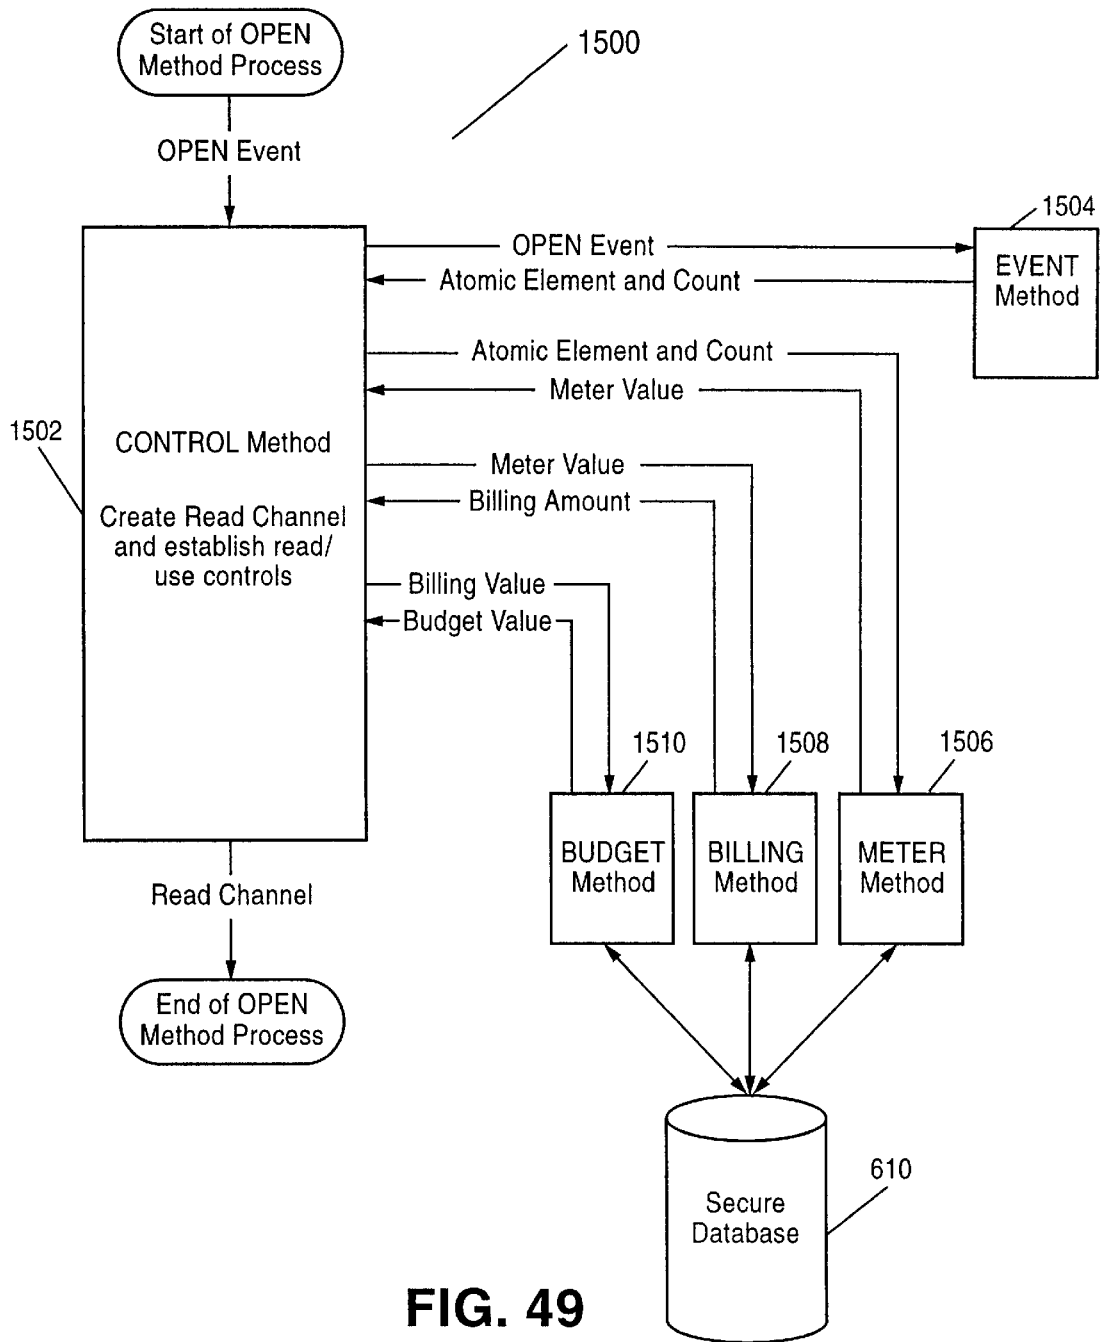 Start of OPEN
Method Process
1500
OPEN Event
1504
OPEN Event
EVENT
Method
Atomic Element and Count
Atomic Element and Count
Meter Value
1502
CONTROL Method
Meter Value
Billing Amount
Create Read Channel
and establish read/
use controls
Billing Value
Budget Value
1510
1508
1506
BUDGET
Method
BILLING
Method
METER
Method
Read Channel
End of OPEN
Method Process
610
Secure
Database
FIG. 49